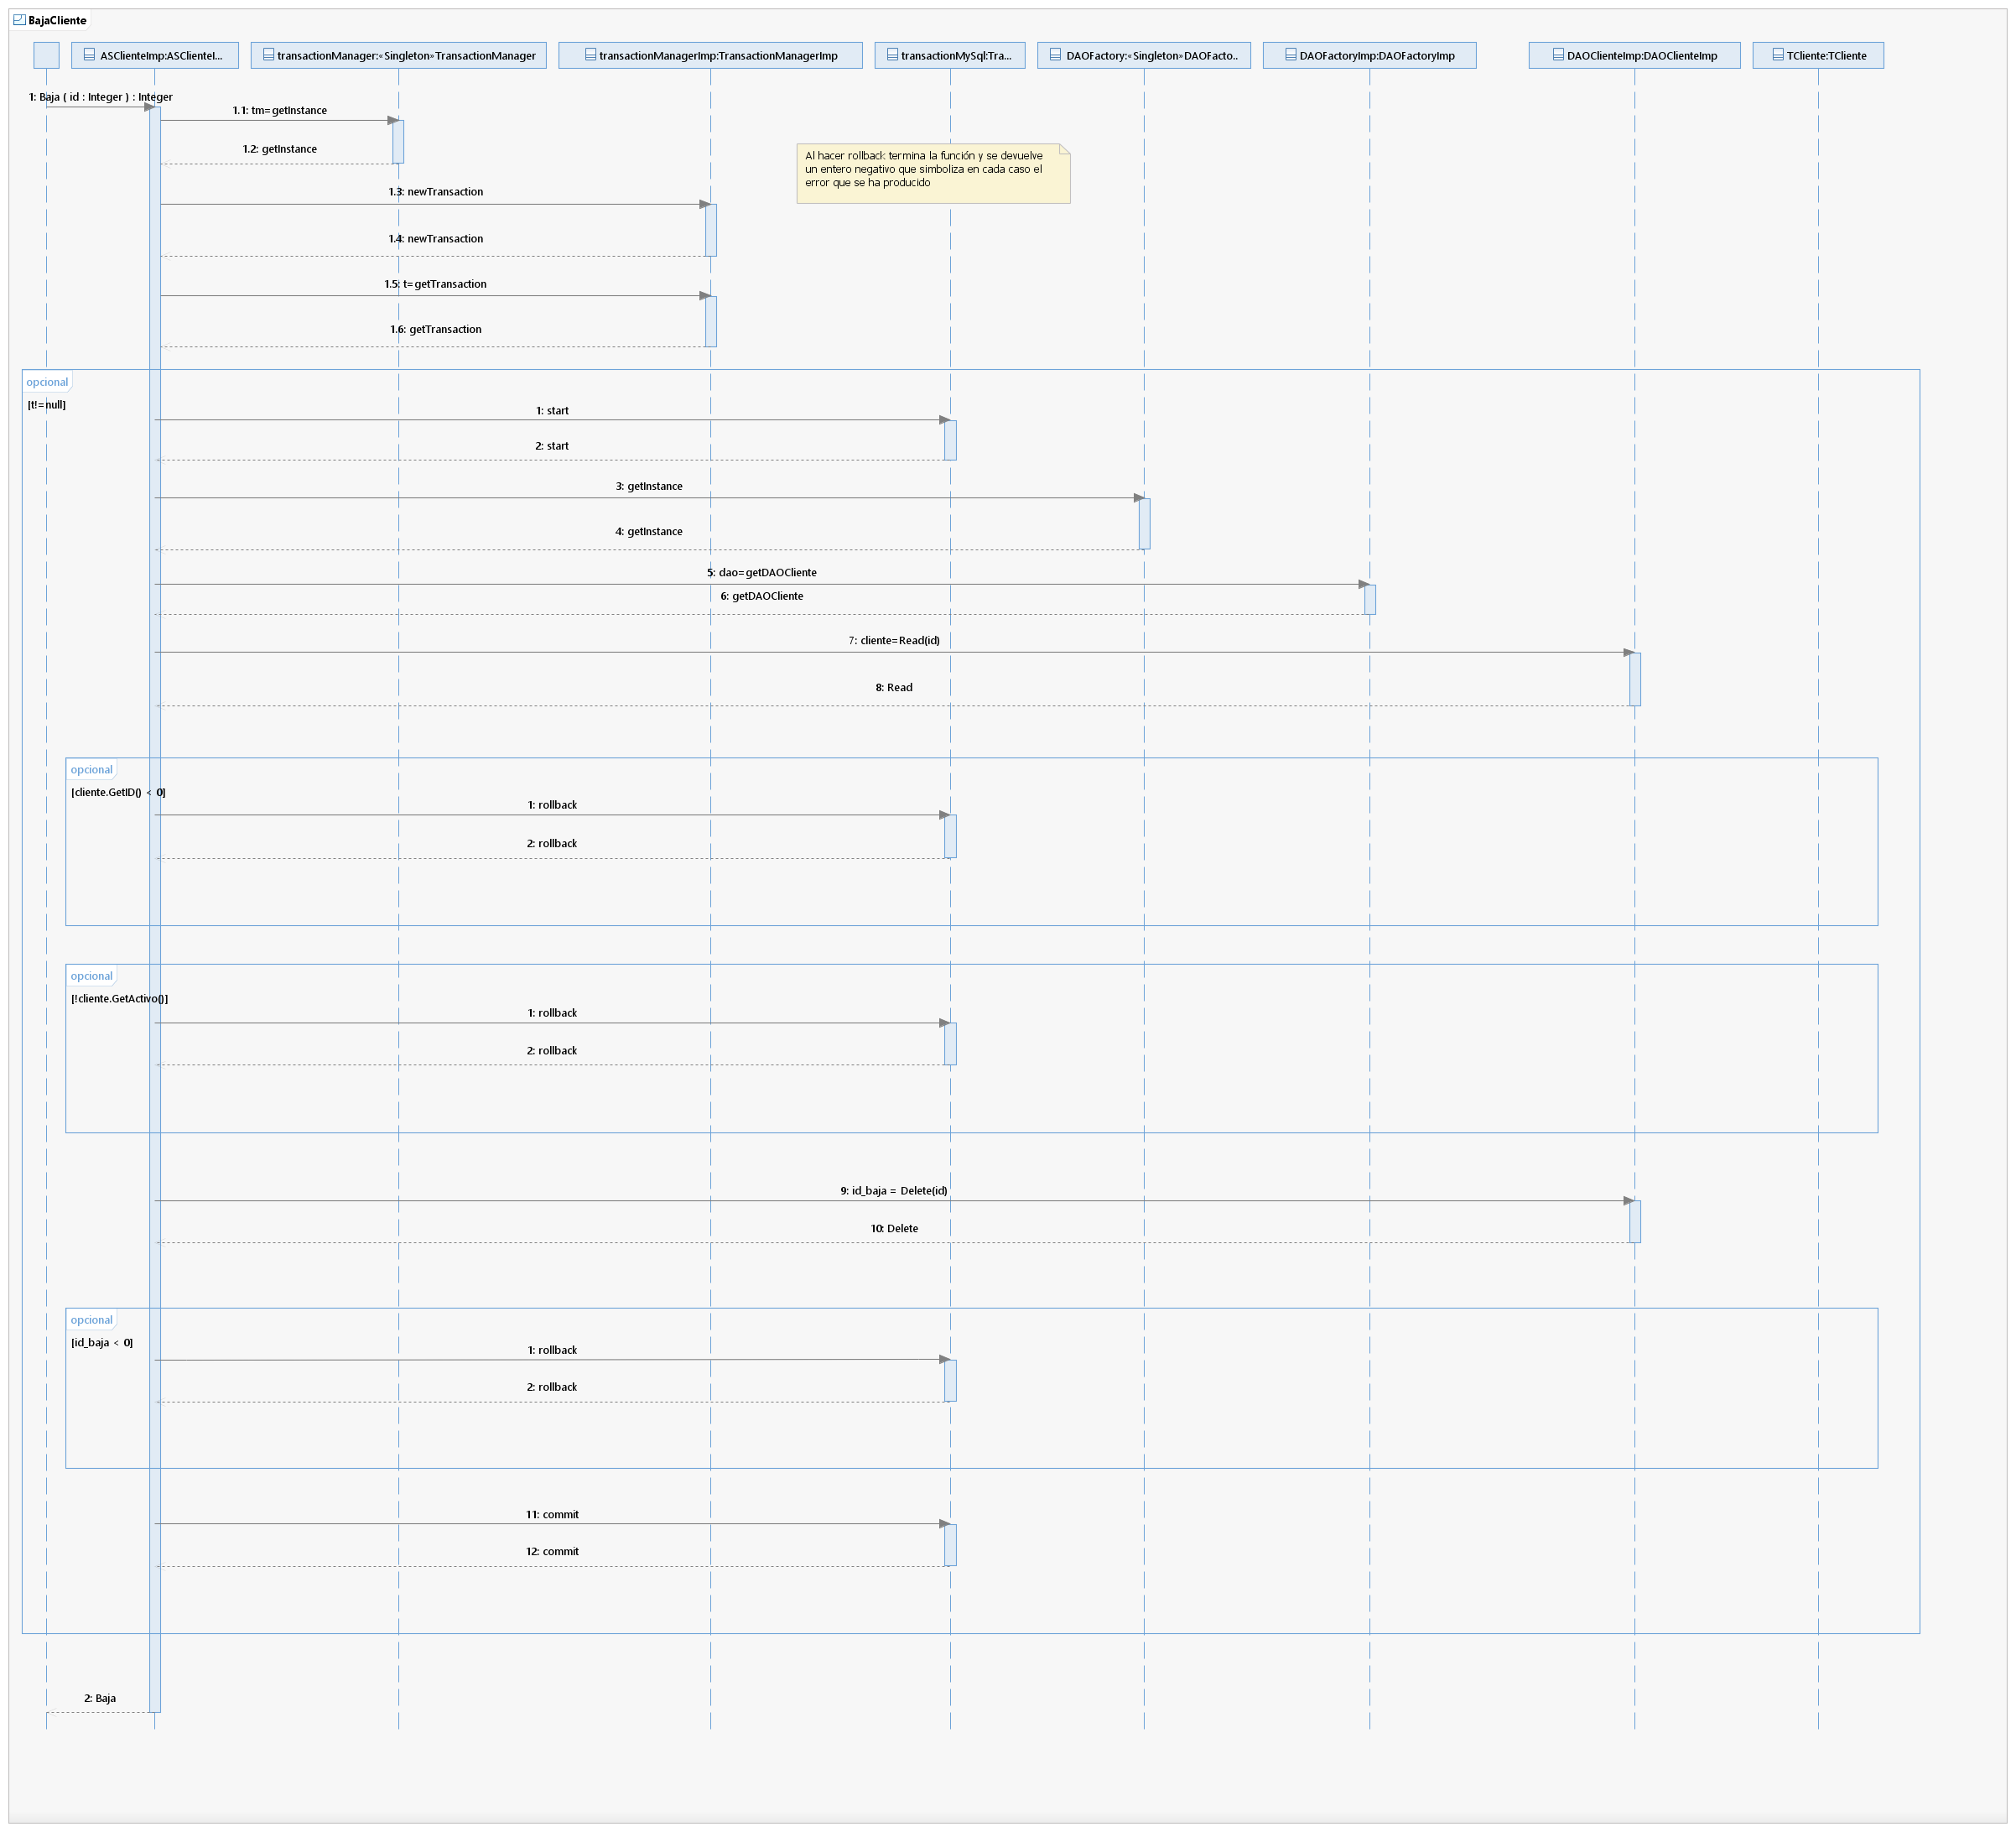 BajaCliente
ASClienteImp:ASClienteI...
transactionManager:«Singleton»TransactionManager
transactionManagerImp:TransactionManagerImp
transactionMySql:Tra...
DAOFactory:«Singleton»DAOFacto..
DAOFactoryImp:DAOFactoryImp
DAOClienteImp:DAOClienteImp
TCliente:TCliente
1: Baja ( id : Integer ) : Integer
1.1: tm=getInstance
1.2: getInstance
Al hacer rollback termina la función y se devuelve
un entero negativo que simboliza en cada caso el
error que se ha producido
1.3: newTransaction
1.4: newTransaction
1.5: t=getTransaction
1.6: getTransaction
opcional
[t!=null]
1: start
2: start
3: getInstance
4: getInstance
5: dao=getDAOCliente
6: getDAOCliente
7: cliente=Read(id)
8: Read
opcional
[cliente.GetID() < 0]
1: rollback
2: rollback
opcional
[!cliente.GetActivo()]
1: rollback
2: rollback
9: id_baja = Delete(id)
10: Delete
opcional
[id_baja < 0]
1: rollback
2: rollback
11: commit
12: commit
2: Baja